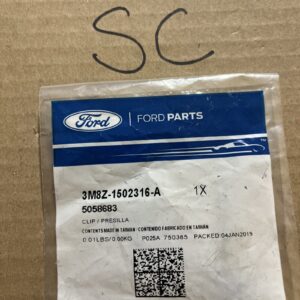 SC
Ford
FORD PARTS
3M8Z-1502316-A 1X
5058683
CLIP / PRESILLA
CONTENTS MADE IN TAIWAN · CONTENIDO FABRICADO EN TAIWAN
0.01LBS/ 0.00KG P025A 750385 PACKED:04JAN2019